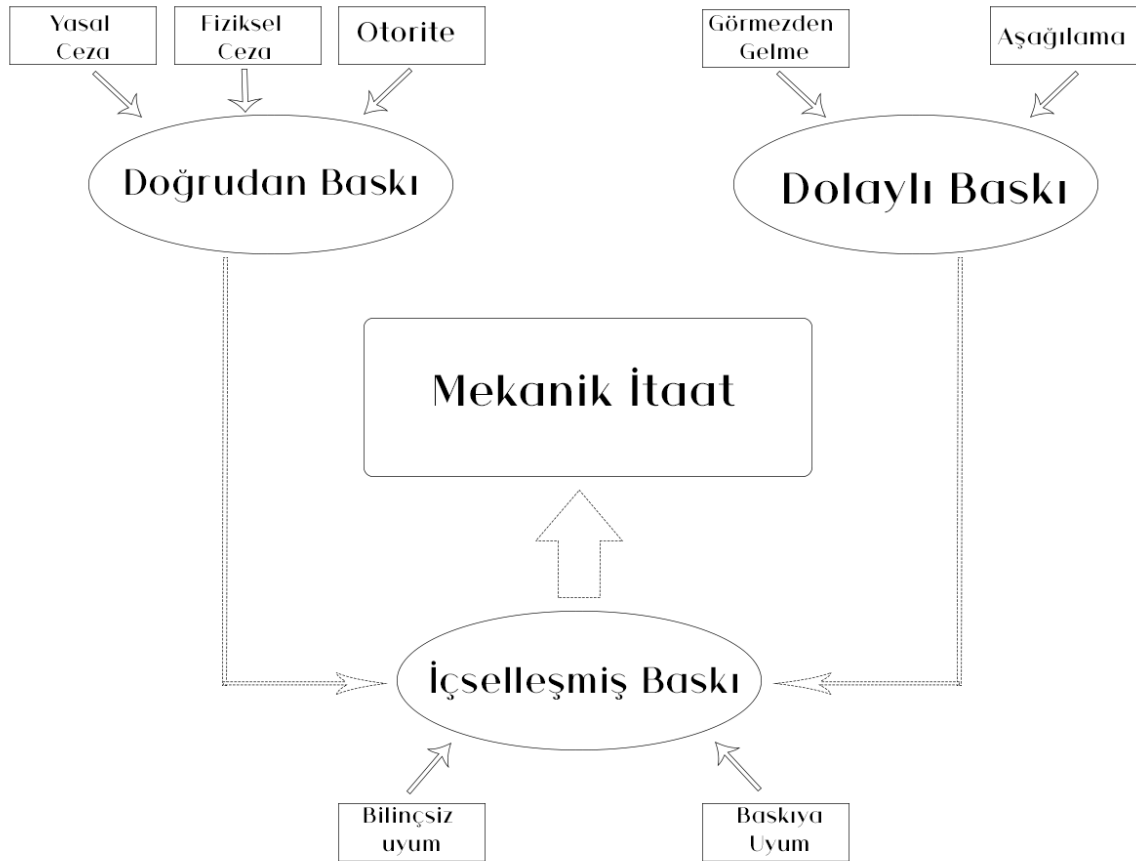 Yasal
Ceza
Fiziksel
Ceza
Otorite
Görmezden
Gelme
Aşağılama
Doğrudan Baskı
Dolaylı Baskı
Mekanik İtaat
İçselleşmiş Baskı
Bilinçsiz
uyum
Baskıya
Uyum